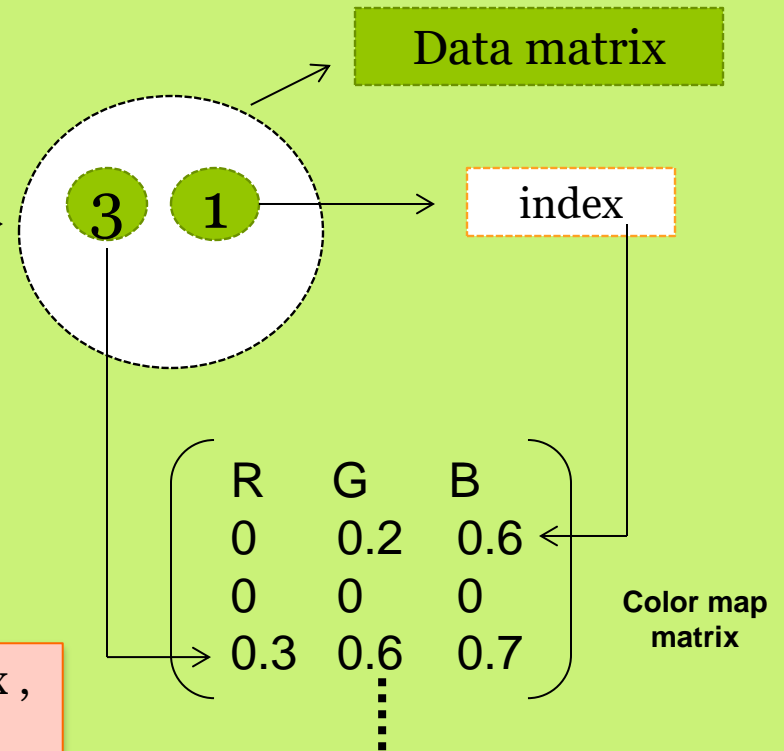 Data matrix
3 1
index
R G B
0 0.2 0.6
0 0 0
Color map
matrix
0.3 0.6 0.7
x ,